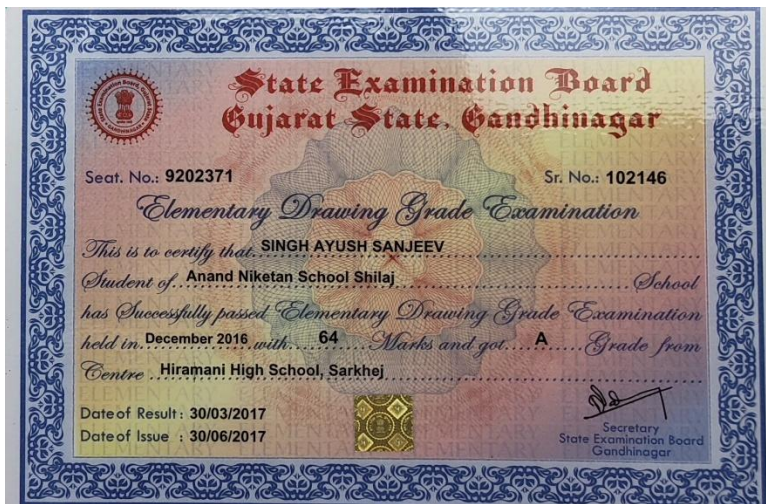 State Examination Board
Gujarat State, Gandhinagar
Seat. No.: 9202371 Sr. No.: 102146
Elementary Drawing Grade Examination
This is to certify that SINGH AYUSH SANJEEV
Student of Anand Niketan School Shilaj School
has Successfully passed Elementary Drawing Grade Examination
held in December 2016 with 64 Marks and got A Grade from
Centre Hiramani High School, Sarkhej
Date of Result : 30/03/2017
Date of Issue : 30/06/2017
Secretary
State Examination Board
Gandhinagar